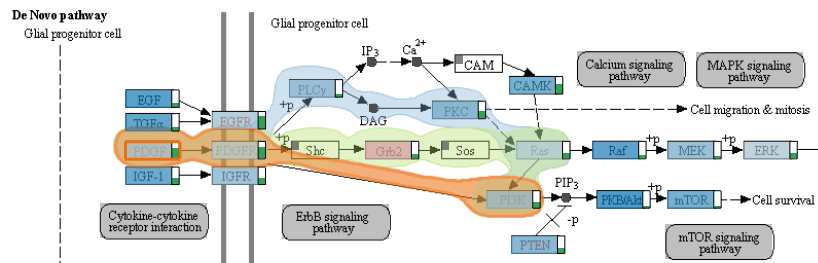 De Novo pathway
Glial progenitor cell
Glial progenitor cell
IP3
Ca2+
CAM
Calcium signaling
pathway
MAPK signaling
pathway
PLCγ
CAMK
EGF
+p
DAG
PKC
Cell migration & mitosis
TGFα
EGFR
+p
PDGF
PDGFR
Shc
Grb2
Sos
Ras
Raf
+p
MEK
+p
ERK
IGF-1
IGFR
PI3K
PIP3
PKB/Akt
+p
mTOR
Cell survival
Cytokine-cytokine
receptor interaction
ErbB signaling
pathway
-p
PTEN
mTOR signaling
pathway